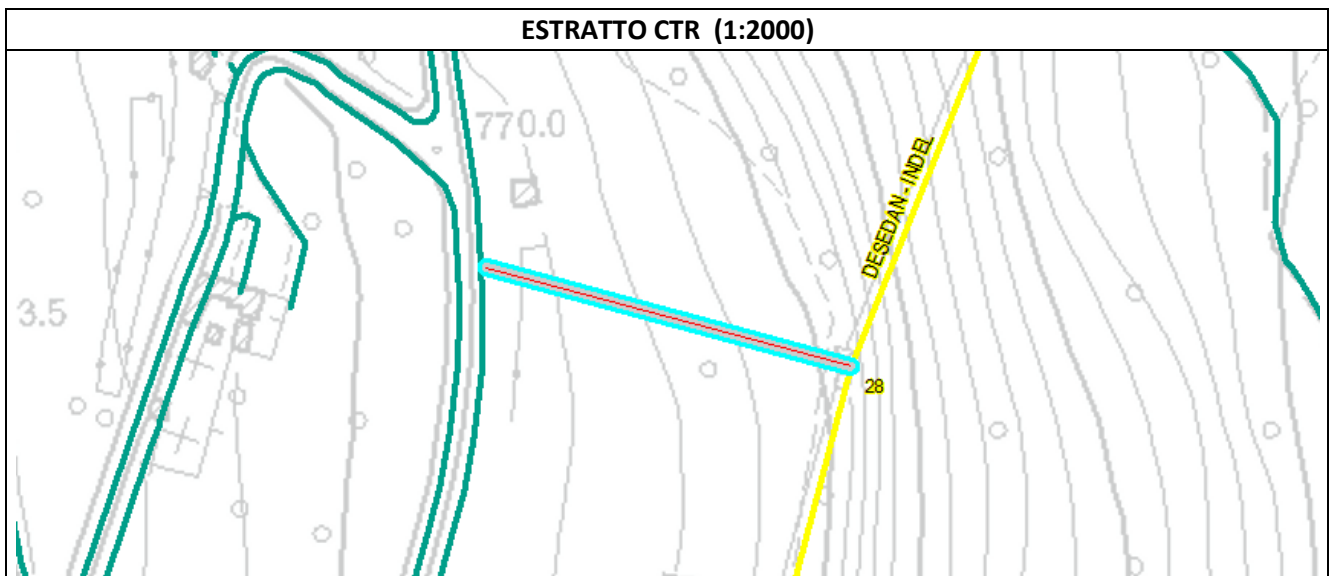 ESTRATTO CTR (1:2000)
770.0
DESEDAN - INDEL
3.5
28